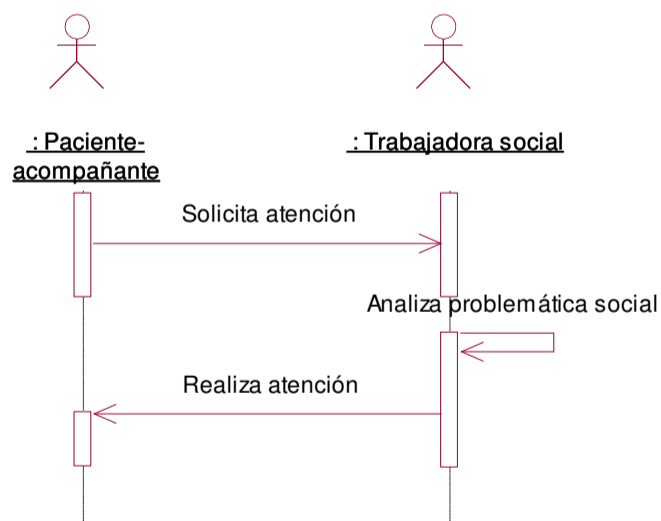 : Paciente-
acompañante
: Trabajadora social
Solicita atención
Analiza problemática social
Realiza atención